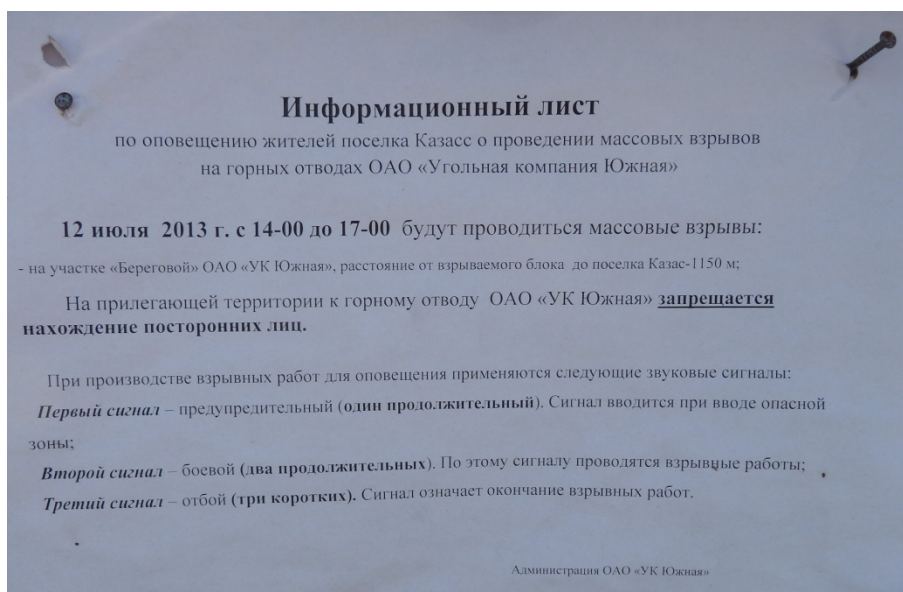 Информационный лист
по оповещению жителей поселка Казасс о проведении массовых взрывов
на горных отводах ОАО «Угольная компания Южная»
12 июля 2013 г. с 14-00 до 17-00 будут проводиться массовые взрывы:
- на участке «Береговой» ОАО «УК Южная», расстояние от взрываемого блока до поселка Казас-1150 м;
На прилегающей территории к горному отводу ОАО «УК Южная» запрещается
нахождение посторонних лиц.
При производстве взрывных работ для оповещения применяются следующие звуковые сигналы:
Первый сигнал – предупредительный (один продолжительный). Сигнал вводится при вводе опасной
зоны;
Второй сигнал – боевой (два продолжительных). По этому сигналу проводятся взрывные работы;
Третий сигнал – отбой (три коротких). Сигнал означает окончание взрывных работ.
Администрация ОАО «УК Южная»